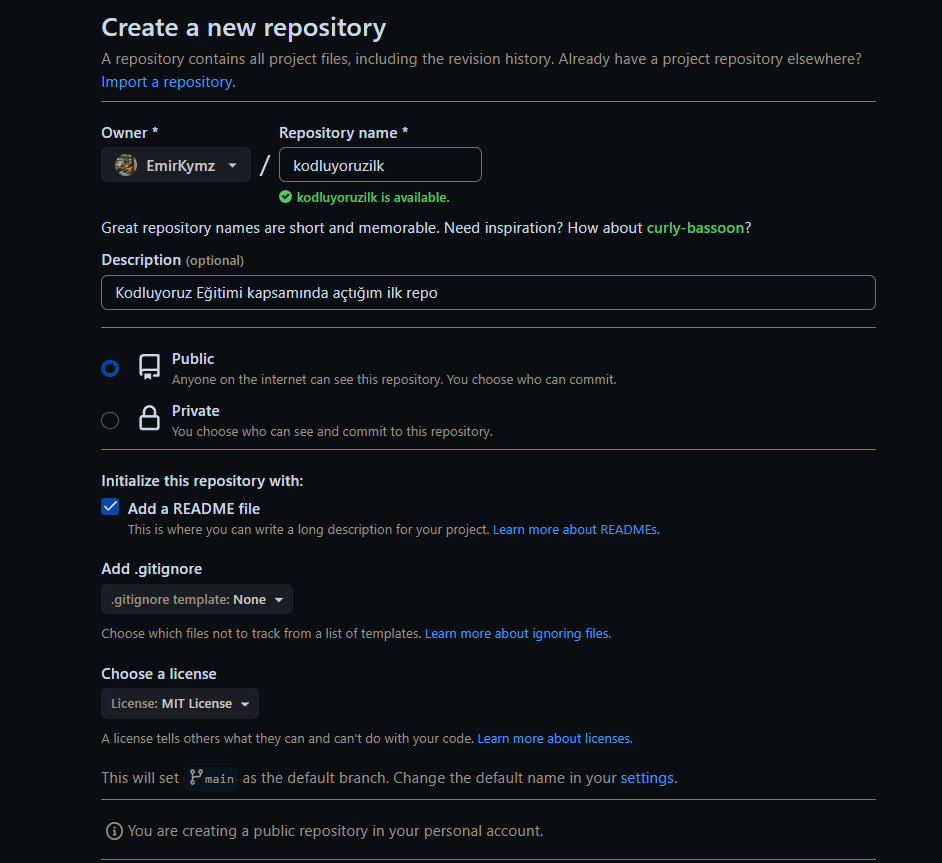 Create a new repository
A repository contains all project files, including the revision history. Already have a project repository elsewhere?
Import a repository.
Owner * Repository name *
EmirKymz / kodluyoruzilk
kodluyoruzilk is available.
Great repository names are short and memorable. Need inspiration? How about curly-bassoon?
Description (optional)
Kodluyoruz Eğitimi kapsamında açtığım ilk repo
Public
Anyone on the internet can see this repository. You choose who can commit.
Private
You choose who can see and commit to this repository.
Initialize this repository with:
Add a README file
This is where you can write a long description for your project. Learn more about READMEs.
Add .gitignore
.gitignore template: None
Choose which files not to track from a list of templates. Learn more about ignoring files.
Choose a license
License: MIT License
A license tells others what they can and can't do with your code. Learn more about licenses.
This will set main as the default branch. Change the default name in your settings.
You are creating a public repository in your personal account.